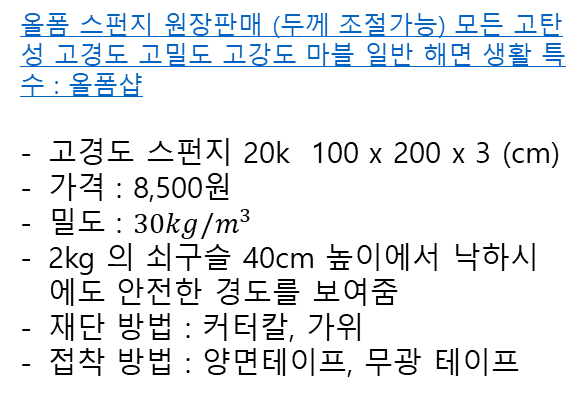 올폼 스펀지 원장판매 (두께 조절가능) 모든 고탄
성 고경도 고밀도 고강도 마블 일반 해면 생활 특
수 : 올폼샵
- 고경도 스펀지 20k  100 x 200 x 3 (cm)
- 가격 : 8,500원
- 밀도 : 30kg/m³
- 2kg 의 쇠구슬 40cm 높이에서 낙하시
에도 안전한 경도를 보여줌
- 재단 방법 : 커터칼, 가위
- 접착 방법 : 양면테이프, 무광 테이프